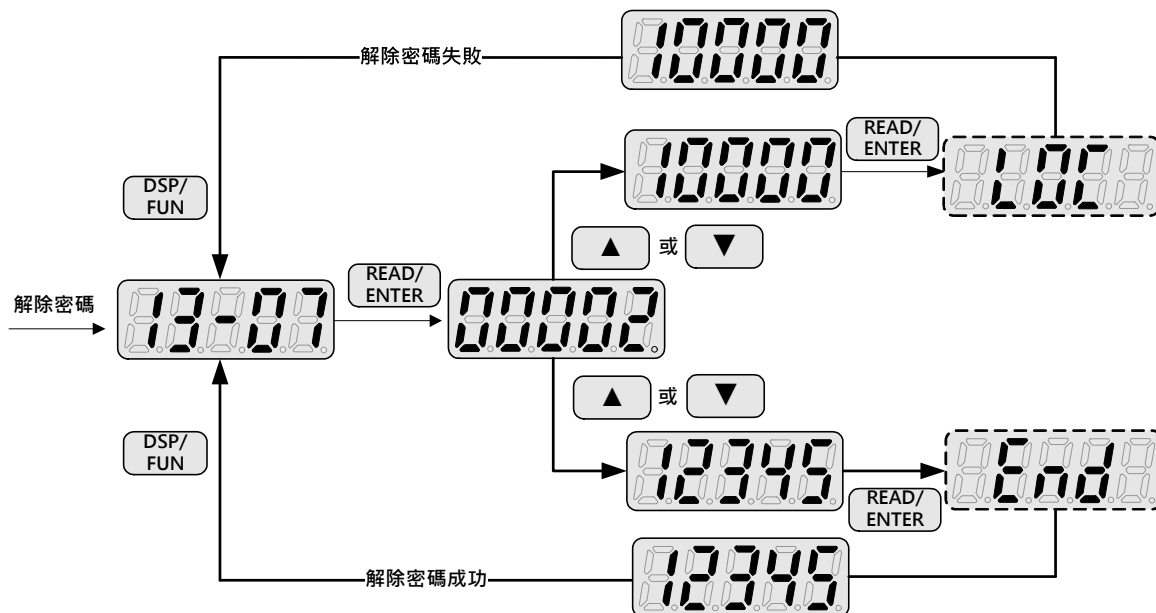 10000
解除密碼失敗
10000
READ/
ENTER
LOC
DSP/
FUN
▲ 或 ▼
解除密碼
13-07
READ/
ENTER
00002
▲ 或 ▼
DSP/
FUN
12345
READ/
ENTER
End
解除密碼成功
12345